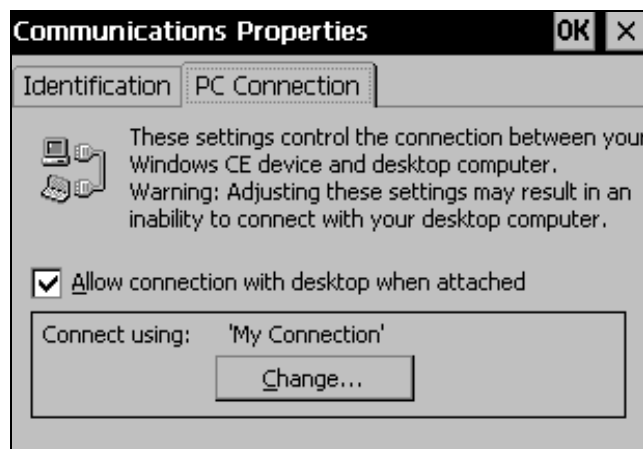 Communications Properties OK ×
Identification PC Connection
These settings control the connection between your
Windows CE device and desktop computer.
Warning: Adjusting these settings may result in an
inability to connect with your desktop computer.
Allow connection with desktop when attached
Connect using: 'My Connection'
Change...